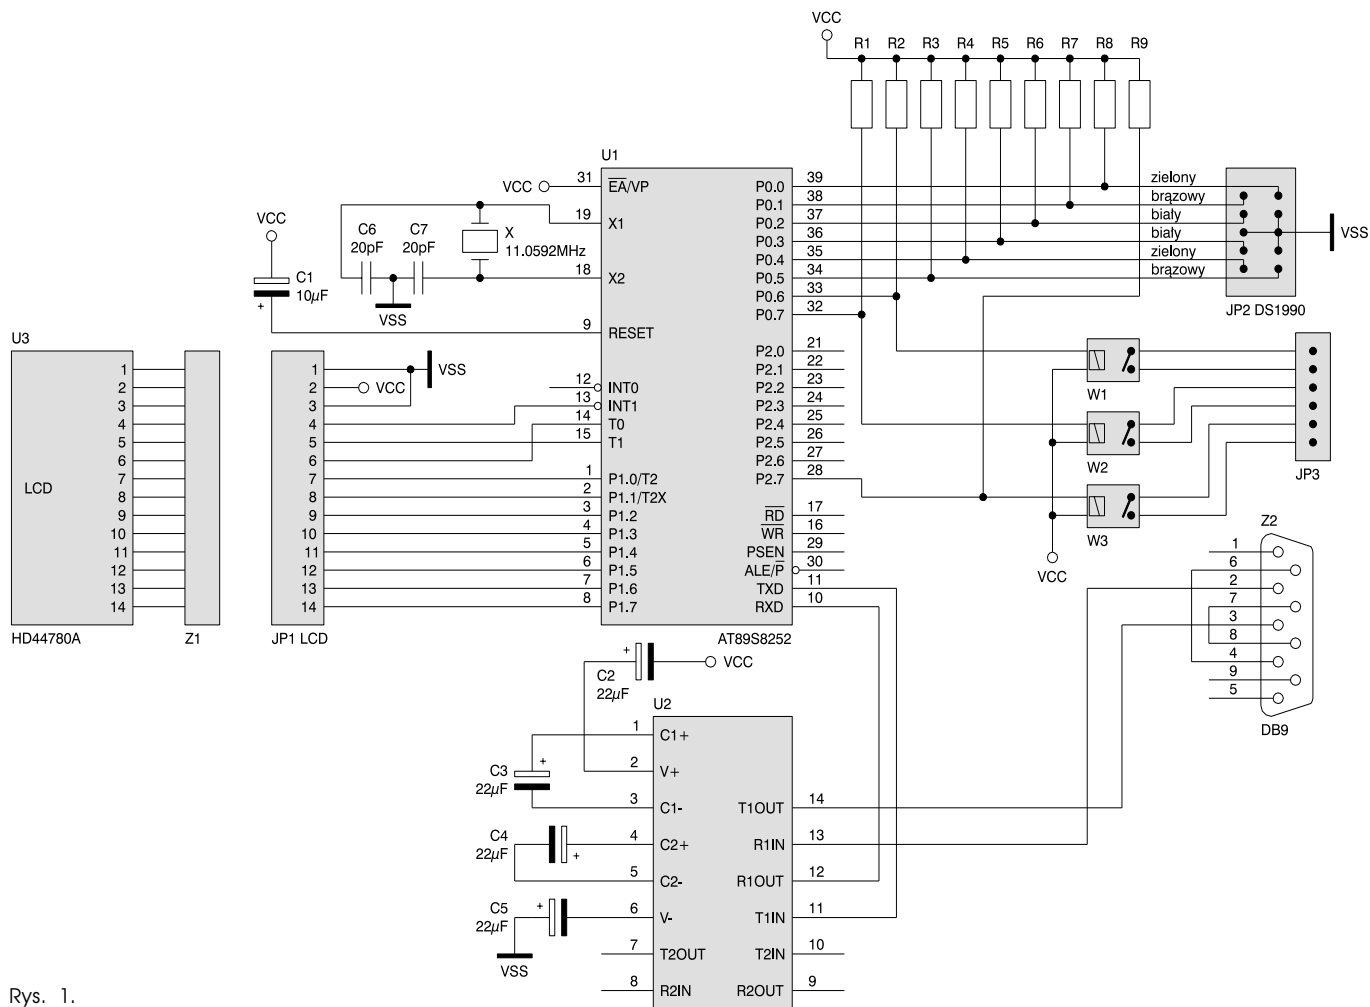 VCC
R1 R2 R3 R4 R5 R6 R7 R8 R9
U1
VCC
31 EA/VP
19 X1
18 X2
9 RESET
12 INT0
13 INT1
14 T0
15 T1
1 P1.0/T2
2 P1.1/T2X
3 P1.2
4 P1.3
5 P1.4
6 P1.5
7 P1.6
8 P1.7
P0.0 39 zielony
P0.1 38 brązowy
P0.2 37 biały
P0.3 36 biały
P0.4 35 zielony
P0.5 34 brązowy
P0.6 33
P0.7 32
P2.0 21
P2.1 22
P2.2 23
P2.3 24
P2.4 25
P2.5 26
P2.6 27
P2.7 28
RD 17
WR 16
PSEN 29
ALE/P 30
TXD 11
RXD 10
AT89S8252
VCC
C1
10µF
+
C6
20pF
C7
20pF
X
11.0592MHz
VSS
VSS
JP2 DS1990
W1
W2
W3
VCC
JP3
U3
LCD
1
2
3
4
5
6
7
8
9
10
11
12
13
14
HD44780A
Z1
1
2
3
4
5
6
7
8
9
10
11
12
13
14
VSS
VCC
JP1 LCD
Z2
1
6
2
7
3
8
4
9
5
DB9
C2
22µF
+
VCC
U2
1 C1+
2 V+
3 C1-
4 C2+
5 C2-
6 V-
7 T2OUT
8 R2IN
T1OUT 14
R1IN 13
R1OUT 12
T1IN 11
T2IN 10
R2OUT 9
C3
22µF
+
C4
22µF
+
C5
22µF
+
VSS
Rys. 1.